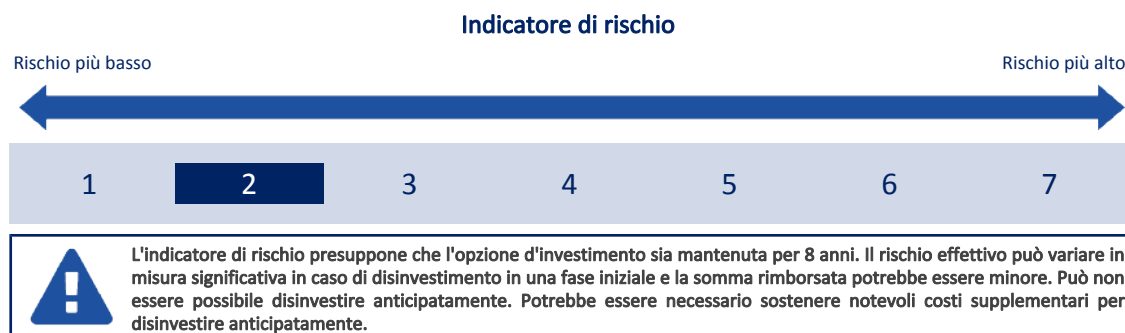 Indicatore di rischio
Rischio più basso
Rischio più alto
1 2 3 4 5 6 7
L'indicatore di rischio presuppone che l'opzione d'investimento sia mantenuta per 8 anni. Il rischio effettivo può variare in
misura significativa in caso di disinvestimento in una fase iniziale e la somma rimborsata potrebbe essere minore. Può non
essere possibile disinvestire anticipatamente. Potrebbe essere necessario sostenere notevoli costi supplementari per
disinvestire anticipatamente.